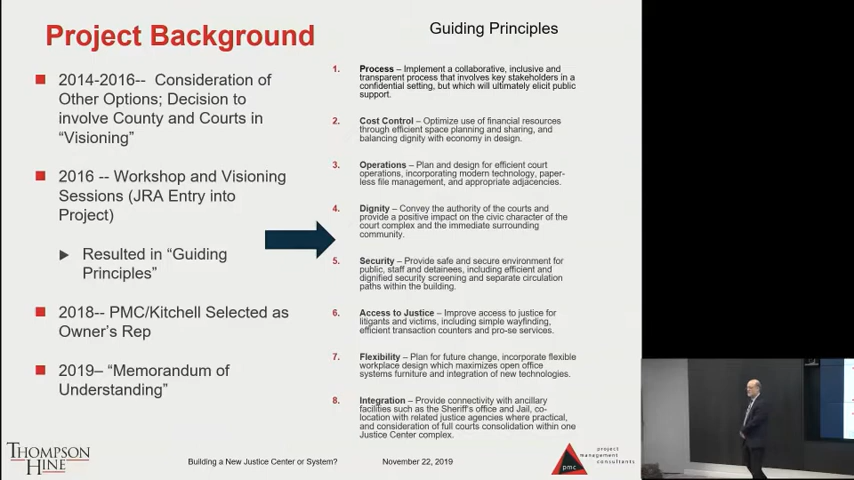 Project Background
2014-2016-- Consideration of
Other Options; Decision to
involve County and Courts in
“Visioning”
2016 -- Workshop and Visioning
Sessions (JRA Entry into
Project)
Resulted in “Guiding
Principles”
2018-- PMC/Kitchell Selected as
Owner’s Rep
2019– “Memorandum of
Understanding”
Guiding Principles
1. Process – Implement a collaborative, inclusive and
transparent process that involves key stakeholders in a
confidential setting, but which will ultimately elicit public
support.
2. Cost Control – Optimize use of financial resources
through efficient space planning and sharing, and
balancing dignity with economy in design.
3. Operations – Plan and design for efficient court
operations, incorporating modern technology, paper-
less file management, and appropriate adjacencies.
4. Dignity – Convey the authority of the courts and
provide a positive impact on the civic character of the
court complex and the immediate surrounding
community.
5. Security – Provide safe and secure environment for
public, staff and detainees, including efficient and
dignified security screening and separate circulation
paths within the building.
6. Access to Justice – Improve access to justice for
litigants and victims, including simple wayfinding,
efficient transaction counters and pro-se services.
7. Flexibility – Plan for future change, incorporate flexible
workplace design which maximizes open office
systems furniture and integration of new technologies.
8. Integration – Provide connectivity with ancillary
facilities such as the Sheriff’s office and Jail, co-
location with related justice agencies where practical,
and consideration of full courts consolidation within one
Justice Center complex.
THOMPSON
HINE
Building a New Justice Center or System?
November 22, 2019
pmc
project
management
consultants